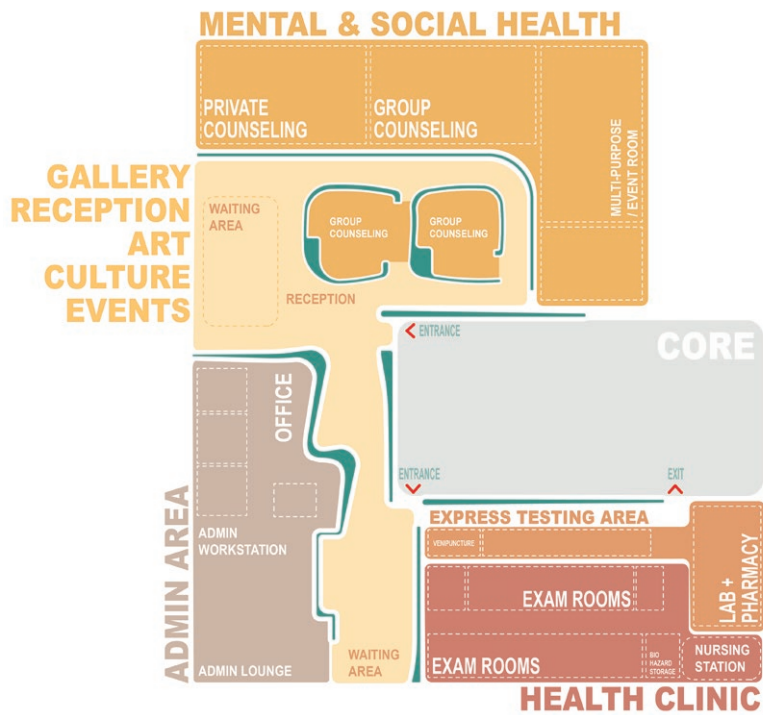 MENTAL & SOCIAL HEALTH
PRIVATE
COUNSELING
GROUP
COUNSELING
MULTI-PURPOSE
/ EVENT ROOM
GALLERY
RECEPTION
ART
CULTURE
EVENTS
WAITING
AREA
GROUP
COUNSELING
GROUP
COUNSELING
RECEPTION
ENTRANCE
CORE
OFFICE
ENTRANCE
EXIT
ADMIN AREA
ADMIN
WORKSTATION
EXPRESS TESTING AREA
VENIPUNCTURE
LAB +
PHARMACY
EXAM ROOMS
WAITING
AREA
ADMIN LOUNGE
EXAM ROOMS
BIO
HAZARD
STORAGE
NURSING
STATION
HEALTH CLINIC